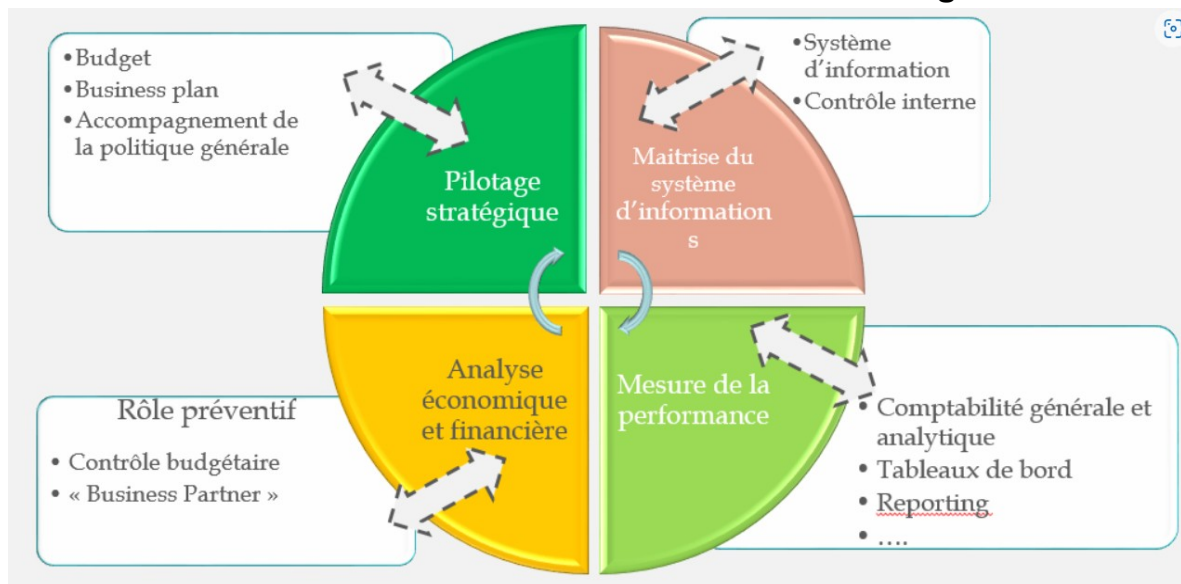 •Budget
•Business plan
•Accompagnement de
la politique générale
Pilotage
stratégique
•Système
d’information
•Contrôle interne
Maitrise du
système
d’information
s
Rôle préventif
• Contrôle budgétaire
• « Business Partner »
Analyse
économique
et financière
Mesure de la
performance
• Comptabilité générale et
analytique
• Tableaux de bord
• Reporting
• ....